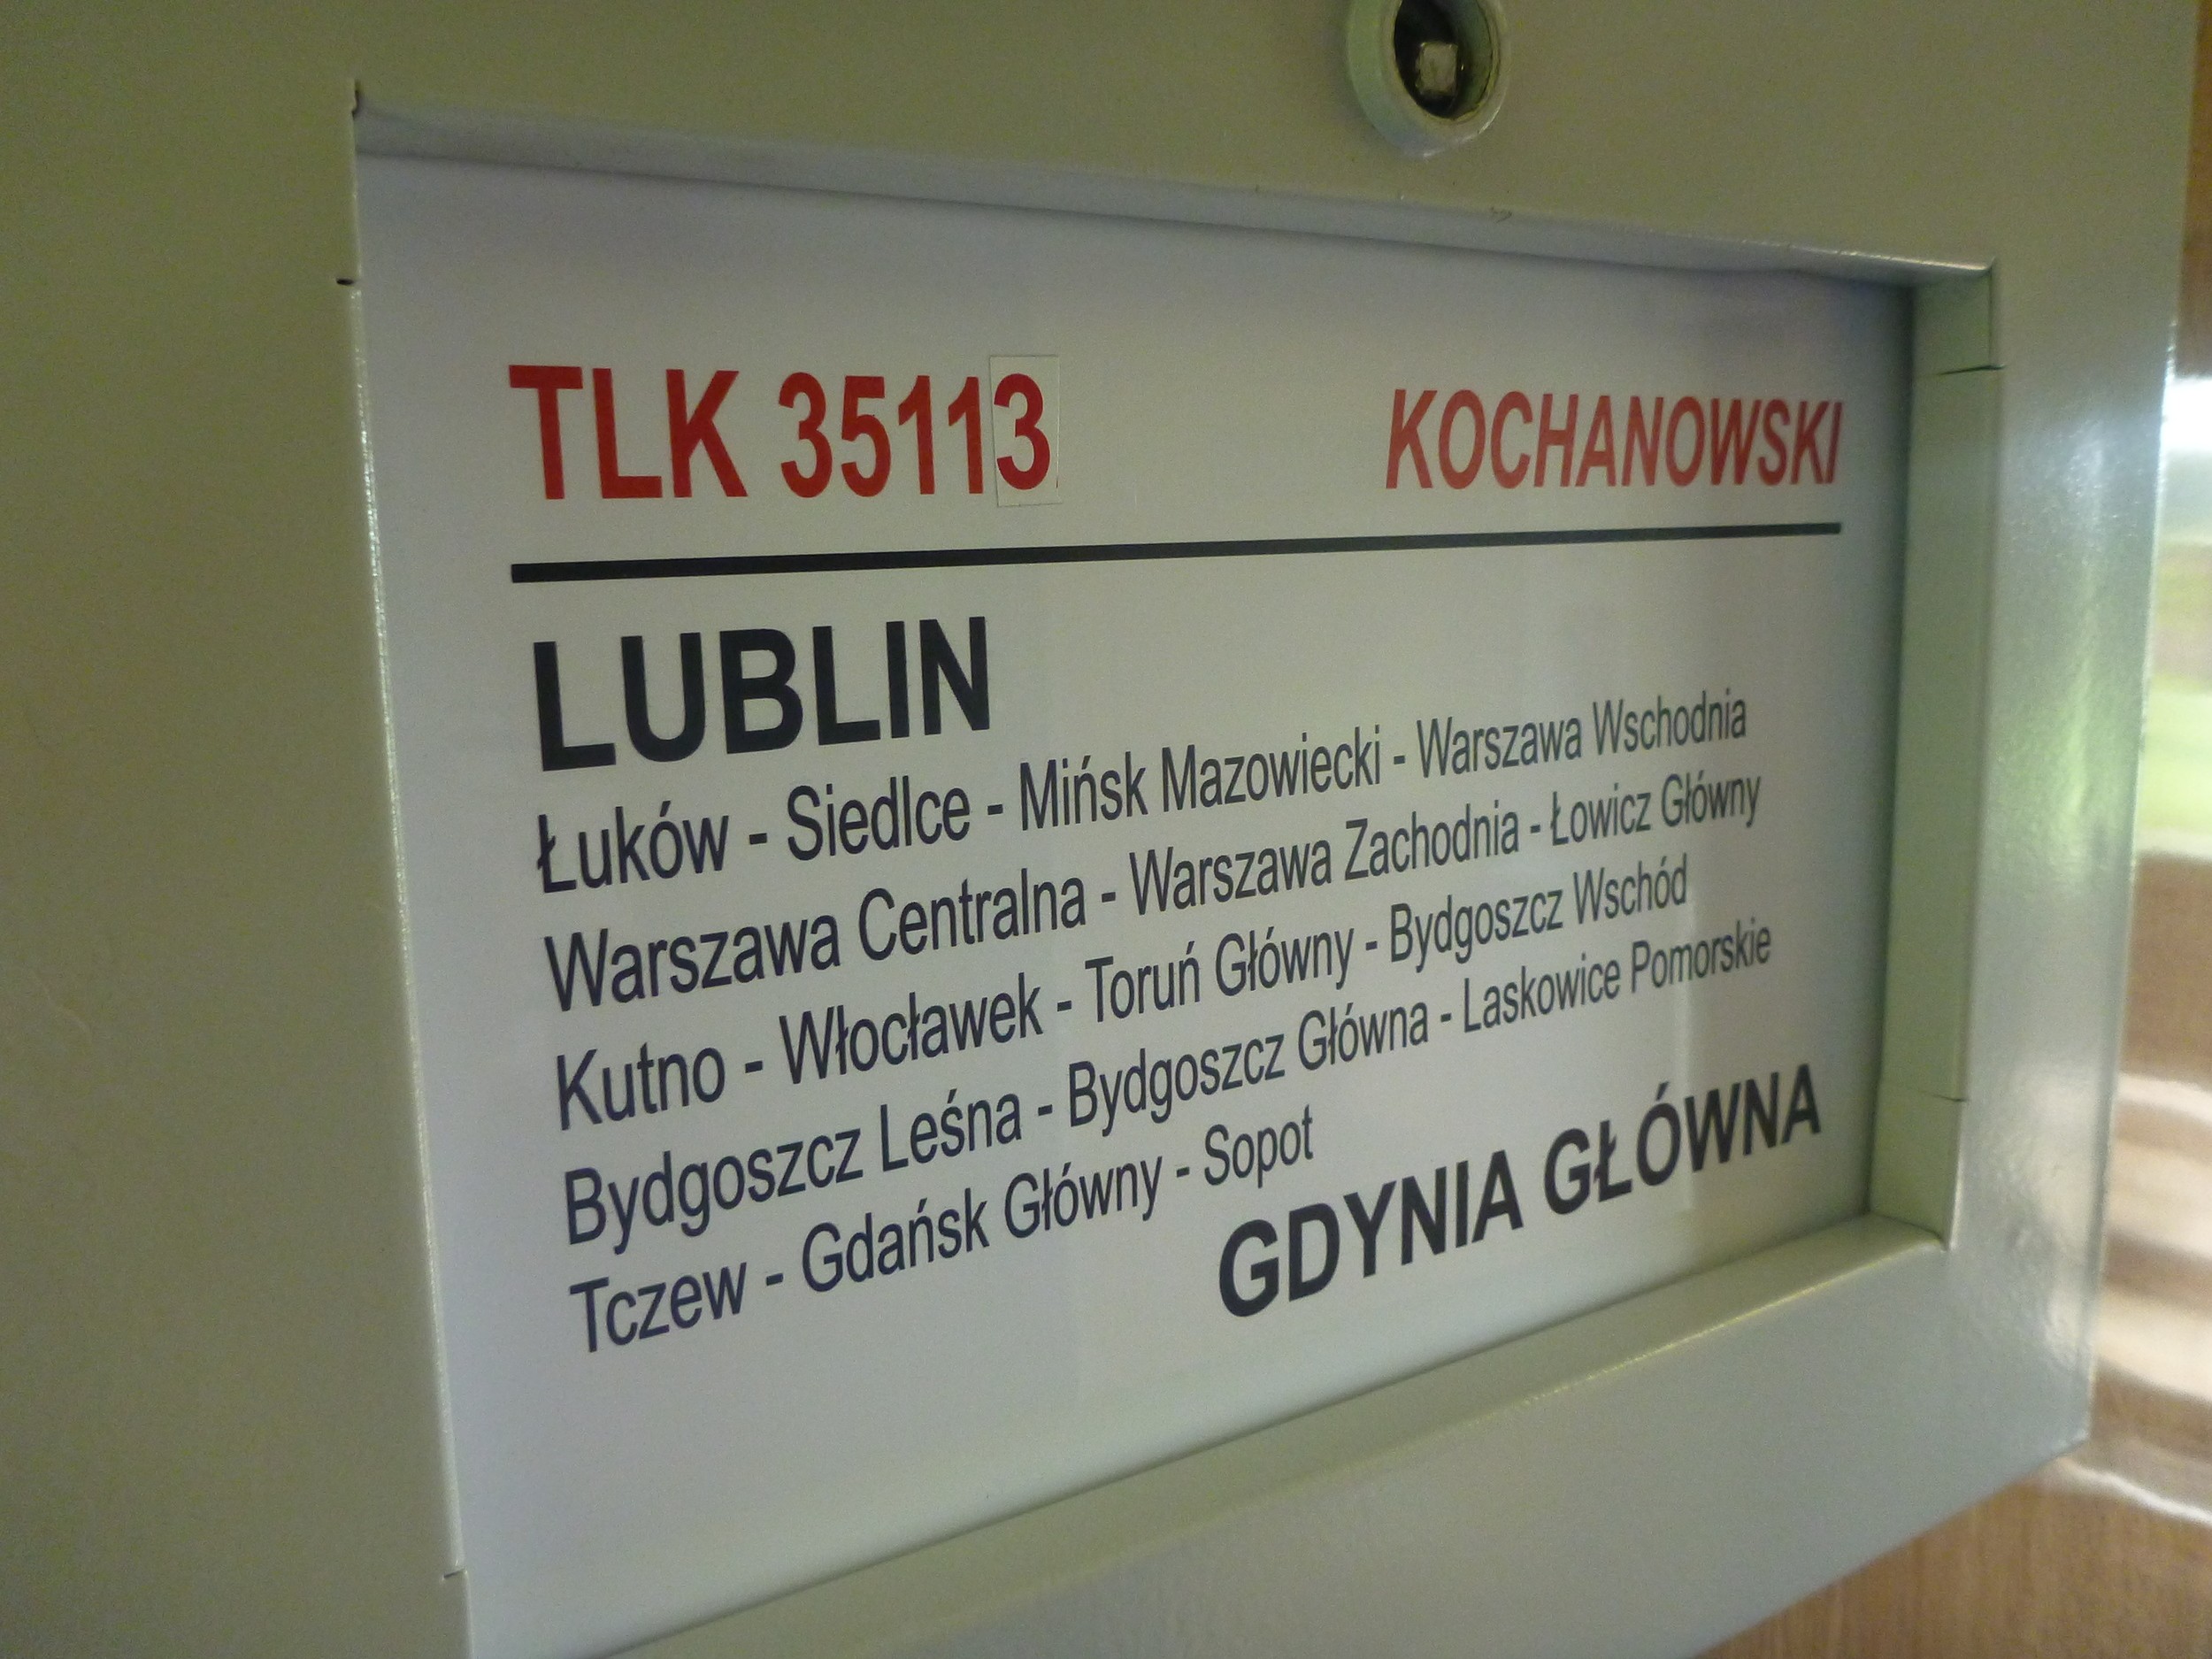 TLK 35113 KOCHANOWSKI
LUBLIN
Łuków - Siedlce - Mińsk Mazowiecki - Warszawa Wschodnia
Warszawa Centralna - Warszawa Zachodnia - Łowicz Główny
Kutno - Włocławek - Toruń Główny - Bydgoszcz Wschód
Bydgoszcz Leśna - Bydgoszcz Główna - Laskowice Pomorskie
Tczew - Gdańsk Główny - Sopot
GDYNIA GŁÓWNA